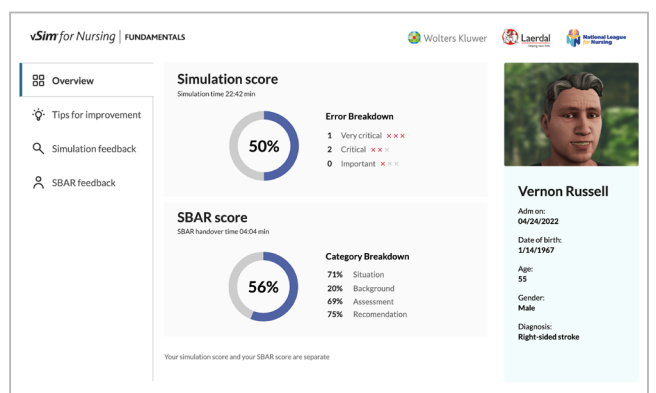 vSim for Nursing | FUNDAMENTALS
Wolters Kluwer
Laerdal
helping save lives
National League
for Nursing
Overview
Tips for improvement
Simulation feedback
SBAR feedback
Simulation score
Simulation time 22:42 min
50%
Error Breakdown
1 Very critical ×××
2 Critical ×××
0 Important ×××
SBAR score
SBAR handover time 04:04 min
56%
Category Breakdown
71% Situation
20% Background
69% Assessment
75% Recomendation
Your simulation score and your SBAR score are separate
Vernon Russell
Adm on:
04/24/2022
Date of birth:
1/14/1967
Age:
55
Gender:
Male
Diagnosis:
Right-sided stroke